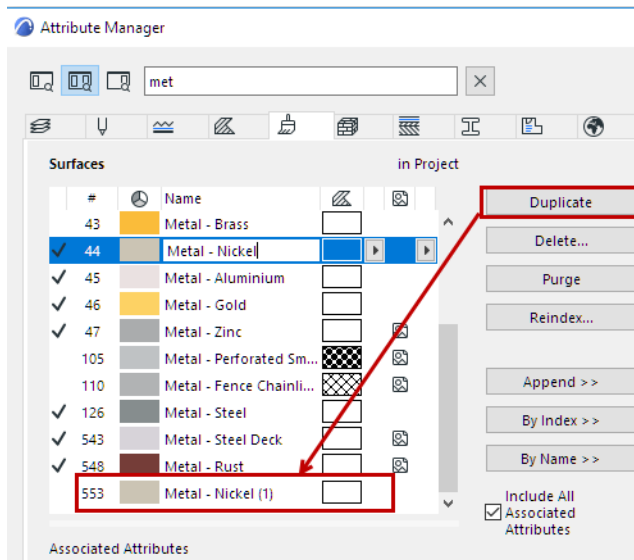 Attribute Manager
met
Surfaces in Project
# Name
43 Metal - Brass
44 Metal - Nickel
45 Metal - Aluminium
46 Metal - Gold
47 Metal - Zinc
105 Metal - Perforated Sm...
110 Metal - Fence Chainli...
126 Metal - Steel
543 Metal - Steel Deck
548 Metal - Rust
553 Metal - Nickel (1)
Duplicate
Delete...
Purge
Reindex...
Append >>
By Index >>
By Name >>
Include All
Associated
Attributes
Associated Attributes